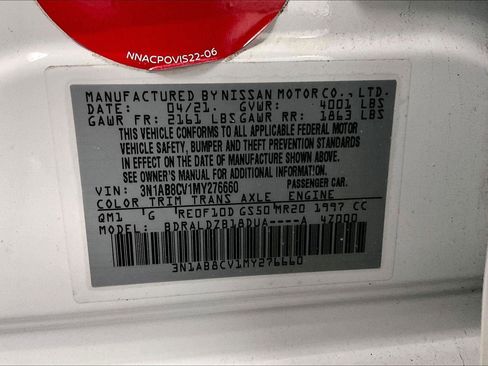 NNACPOVIS22-06
MANUFACTURED BY NISSAN MOTOR CO., LTD.
DATE: 04/21. GVWR: 4001 LBS
GAWR FR: 2161 LBS GAWR RR: 1863 LBS
THIS VEHICLE CONFORMS TO ALL APPLICABLE FEDERAL MOTOR
VEHICLE SAFETY, BUMPER AND THEFT PREVENTION STANDARDS
IN EFFECT ON THE DATE OF MANUFACTURE SHOWN ABOVE.
SEE OWNER'S MANUAL FOR ADDITIONAL INFORMATION.
VIN: 3N1AB8CV1MY276660 PASSENGER CAR.
COLOR TRIM TRANS AXLE ENGINE
QM1 G RE0F10D GS50 MR20 1997 CC
MODEL: BDRALDZB18DUA----A 4Z000
3N1AB8CV1MY276660